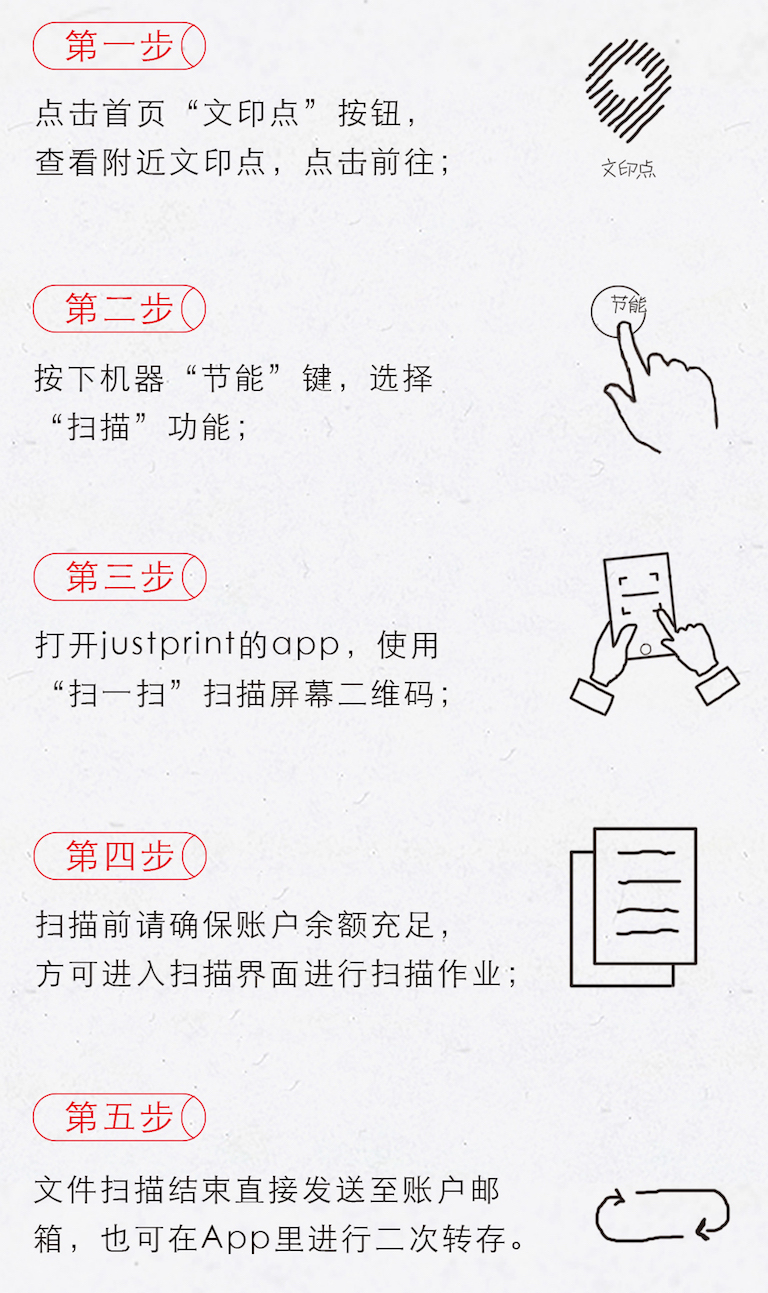 第一步
点击首页“文印点”按钮，
查看附近文印点，点击前往；
文印点
第二步
节能
按下机器“节能”键，选择
“扫描”功能；
第三步
打开justprint的app，使用
“扫一扫”扫描屏幕二维码；
第四步
扫描前请确保账户余额充足，
方可进入扫描界面进行扫描作业；
第五步
文件扫描结束直接发送至账户邮
箱，也可在App里进行二次转存。